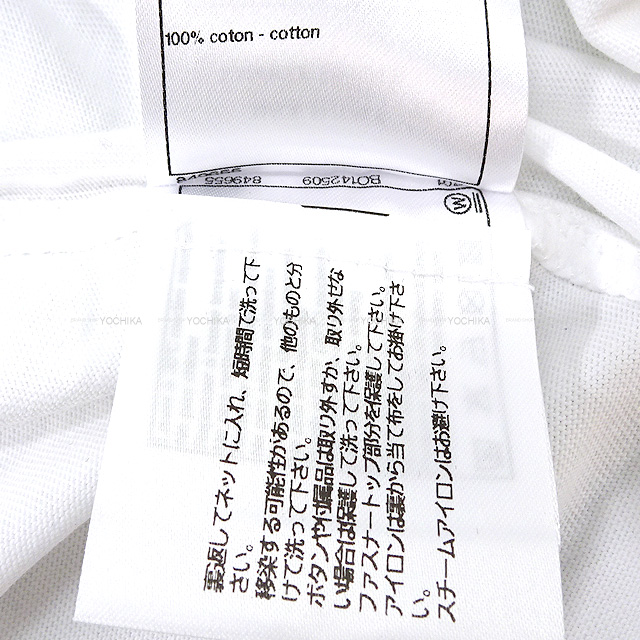 100% coton - cotton
849655
849655
BO142509
YOCHIKA
YOCHIKA
YOCHIKA
裏返してネットに入れ、短時間で洗って下
さい。
移染する可能性があるので、他のものと分
けて洗って下さい。
ボタンや付属品は取り外すか、取り外せな
い場合は保護して洗って下さい。
ファスナートップ部分を保護して下さい。
アイロンは裏から当て布をしてお掛け下さ
い。
スチームアイロンはお避け下さい。